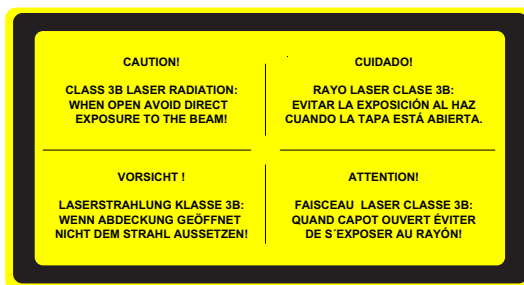 CAUTION!
CLASS 3B LASER RADIATION:
WHEN OPEN AVOID DIRECT
EXPOSURE TO THE BEAM!
CUIDADO!
RAYO LASER CLASE 3B:
EVITAR LA EXPOSICIÓN AL HAZ
CUANDO LA TAPA ESTÁ ABIERTA.
VORSICHT !
LASERSTRAHLUNG KLASSE 3B:
WENN ABDECKUNG GEÖFFNET
NICHT DEM STRAHL AUSSETZEN!
ATTENTION!
FAISCEAU LASER CLASSE 3B:
QUAND CAPOT OUVERT ÉVITER
DE S´EXPOSER AU RAYÓN!